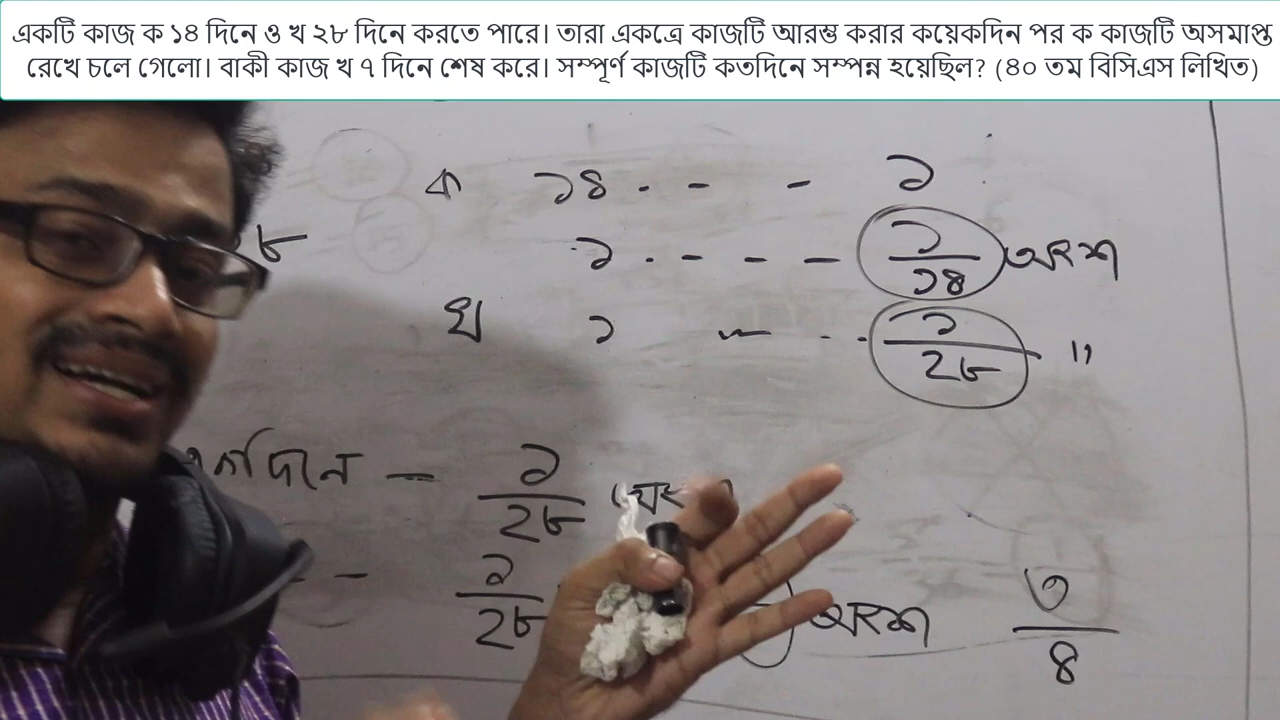 একটি কাজ ক ১৪ দিনে ও খ ২৮ দিনে করতে পারে। তারা একত্রে কাজটি আরম্ভ করার কয়েকদিন পর ক কাজটি অসমাপ্ত
রেখে চলে গেলো। বাকী কাজ খ ৭ দিনে শেষ করে। সম্পূর্ণ কাজটি কতদিনে সম্পন্ন হয়েছিল? (৪০ তম বিসিএস লিখিত)
ক ১৪ · - - ১
১ · - - - ১/১৪ অংশ
৮
খ ১ - · · ১/২৮ "
দিনে - ১/২৮
- - ১/২৮ অংশ ৩/৪